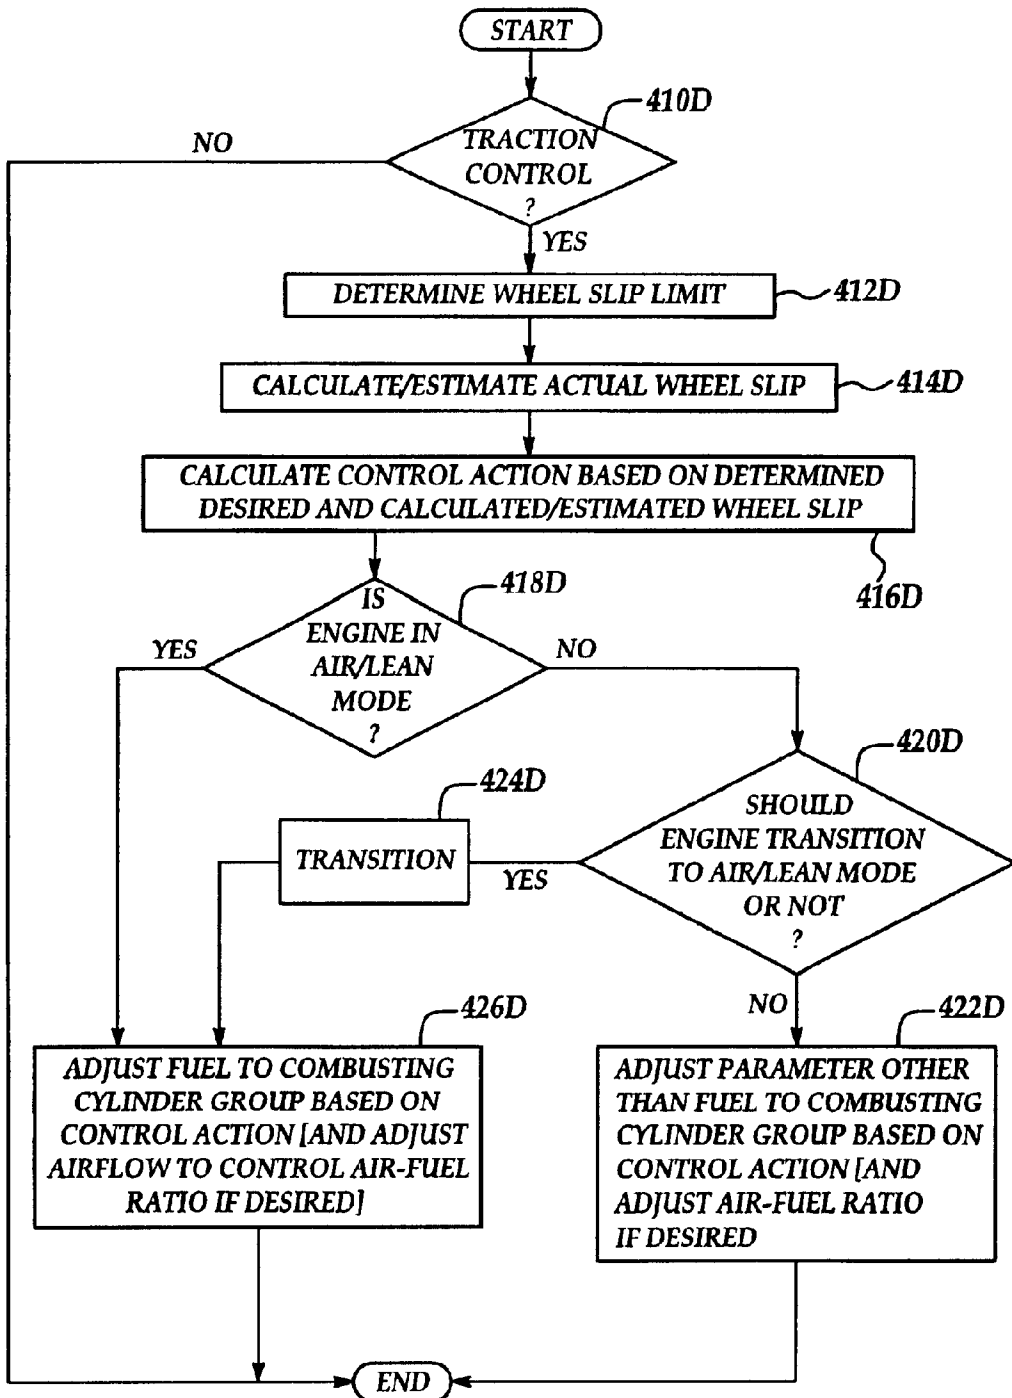 START
410D
NO
TRACTION
CONTROL
?
YES
DETERMINE WHEEL SLIP LIMIT
412D
CALCULATE/ESTIMATE ACTUAL WHEEL SLIP
414D
CALCULATE CONTROL ACTION BASED ON DETERMINED
DESIRED AND CALCULATED/ESTIMATED WHEEL SLIP
416D
418D
IS
ENGINE IN
AIR/LEAN
MODE
?
YES
NO
420D
424D
SHOULD
ENGINE TRANSITION
TO AIR/LEAN MODE
OR NOT
?
TRANSITION
YES
NO
426D
422D
ADJUST FUEL TO COMBUSTING
CYLINDER GROUP BASED ON
CONTROL ACTION [AND ADJUST
AIRFLOW TO CONTROL AIR-FUEL
RATIO IF DESIRED]
ADJUST PARAMETER OTHER
THAN FUEL TO COMBUSTING
CYLINDER GROUP BASED ON
CONTROL ACTION [AND
ADJUST AIR-FUEL RATIO
IF DESIRED
END